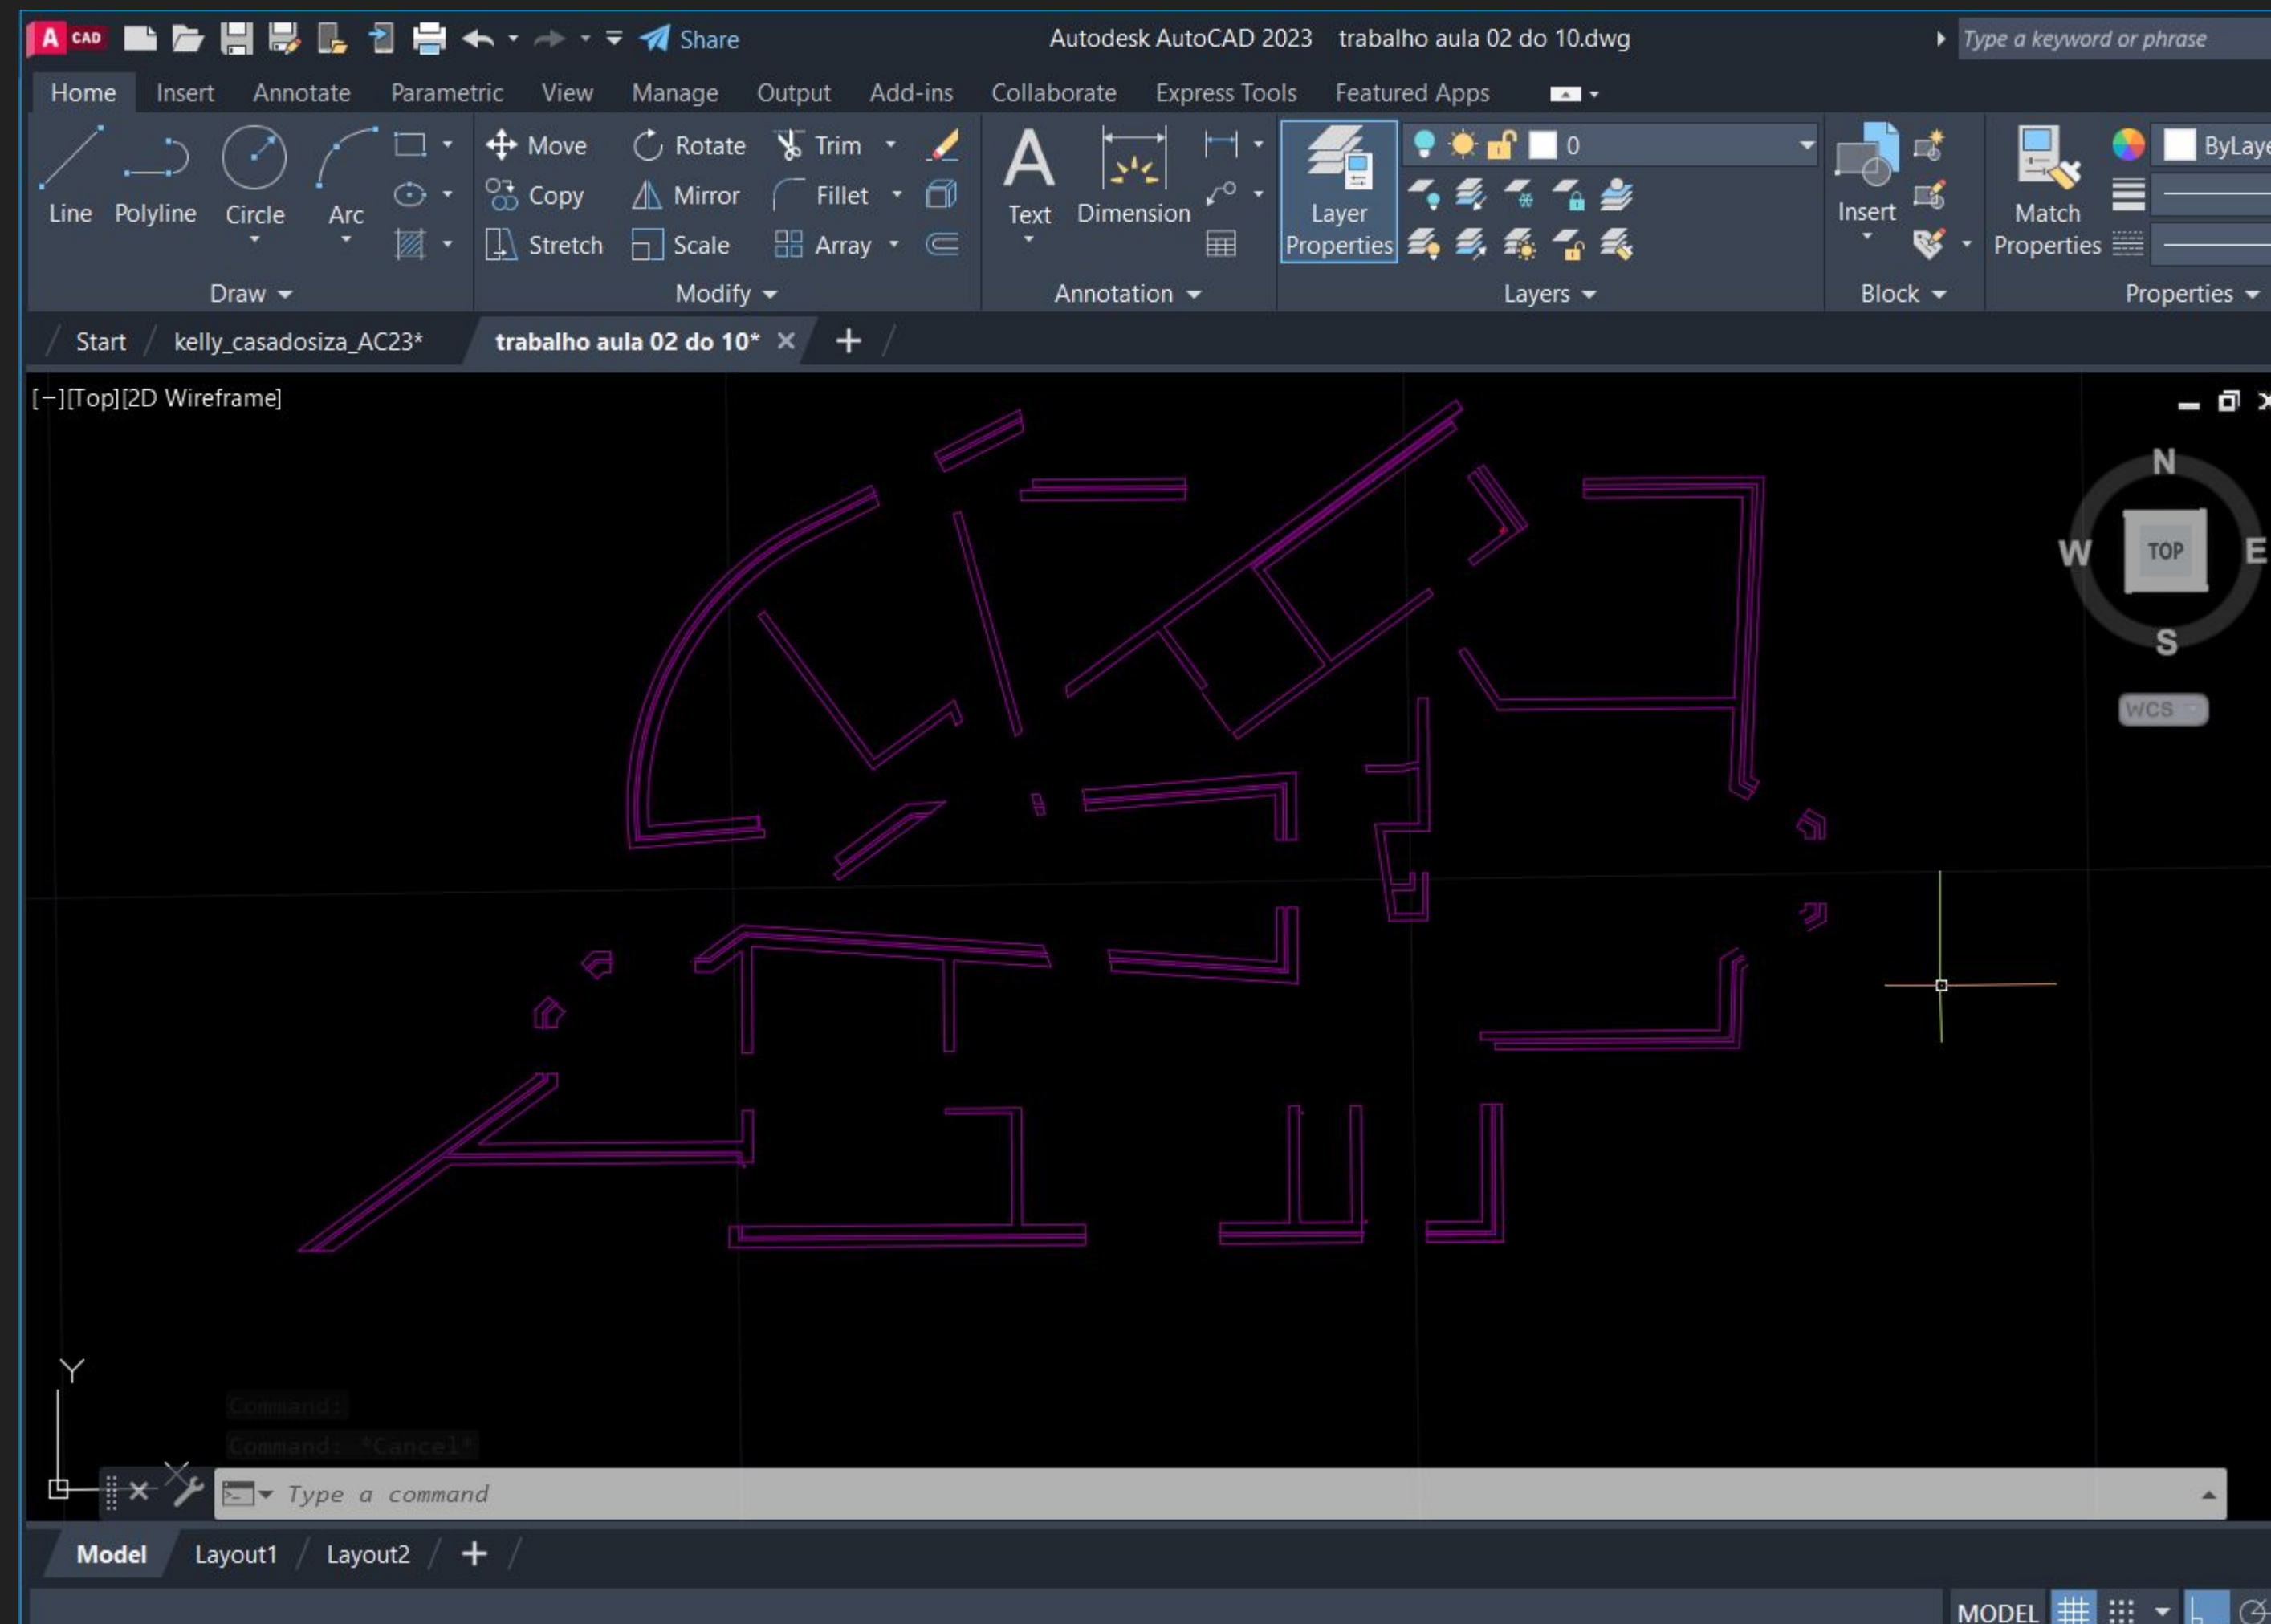 A CAD Share Autodesk AutoCAD 2023 trabalho aula 02 do 10.dwg Type a keyword or phrase
Home Insert Annotate Parametric View Manage Output Add-ins Collaborate Express Tools Featured Apps
Line Polyline Circle Arc
Move Rotate Trim
Copy Mirror Fillet
Stretch Scale Array
Text Dimension
Layer Properties
0
Insert
Match Properties
ByLaye
Draw Modify Annotation Layers Block Properties
Start kelly_casadosiza_AC23* trabalho aula 02 do 10*
[−][Top][2D Wireframe]
N
W TOP E
S
WCS
Y
Command:
Command: *Cancel*
Type a command
Model Layout1 Layout2
MODEL